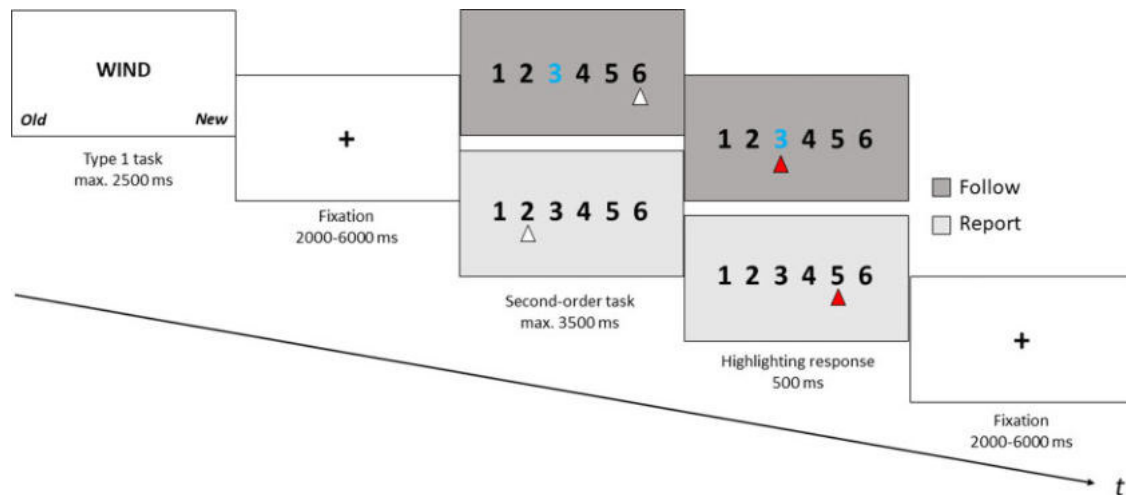 WIND
Old New
Type 1 task
max. 2500 ms
+
Fixation
2000-6000 ms
1 2 3 4 5 6
1 2 3 4 5 6
Second-order task
max. 3500 ms
1 2 3 4 5 6
1 2 3 4 5 6
Highlighting response
500 ms
Follow
Report
+
Fixation
2000-6000 ms
t